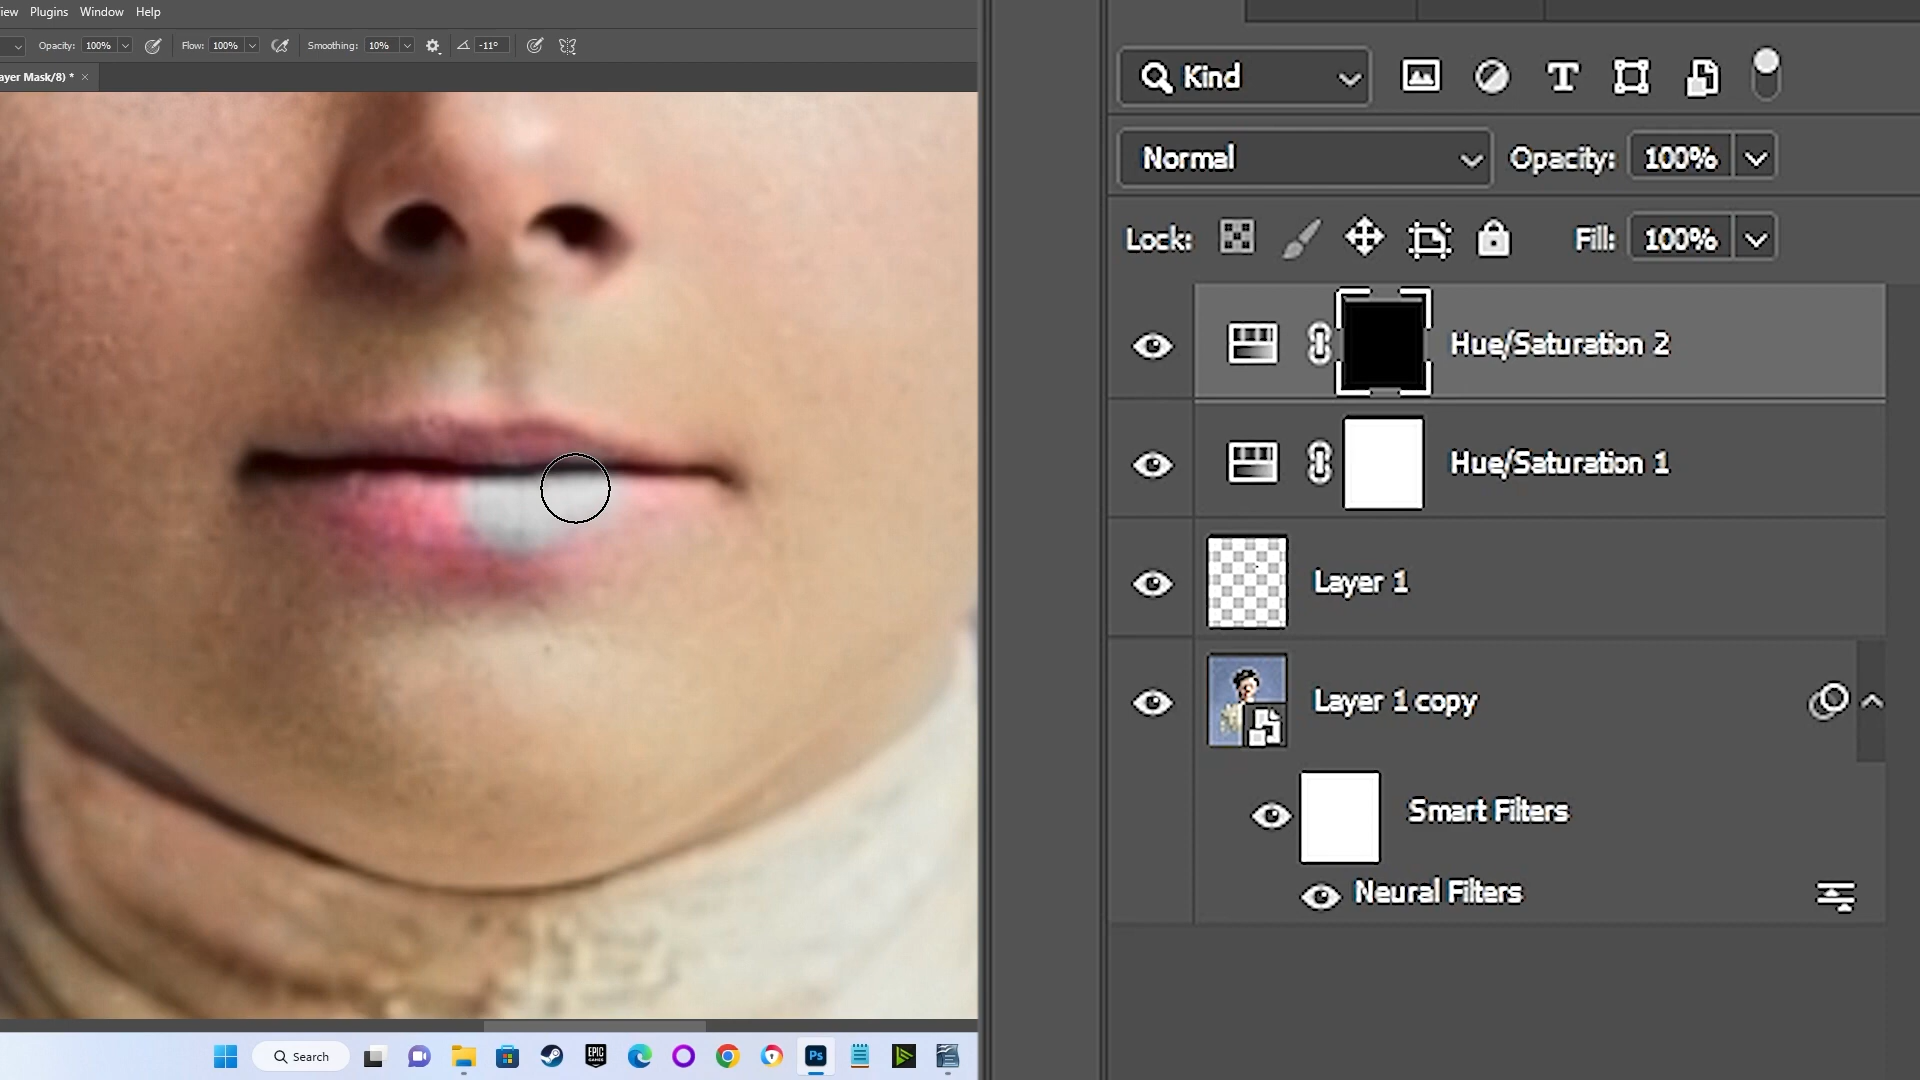 iew Plugins Window Help
Opacity: 100% Flow: 100% Smoothing: 10% -11°
ayer Mask/8) * ×
Kind
Normal Opacity: 100%
Lock: Fill: 100%
Hue/Saturation 2
Hue/Saturation 1
Layer 1
Layer 1 copy
Smart Filters
Neural Filters
Search
EPIC
GAMES
Ps